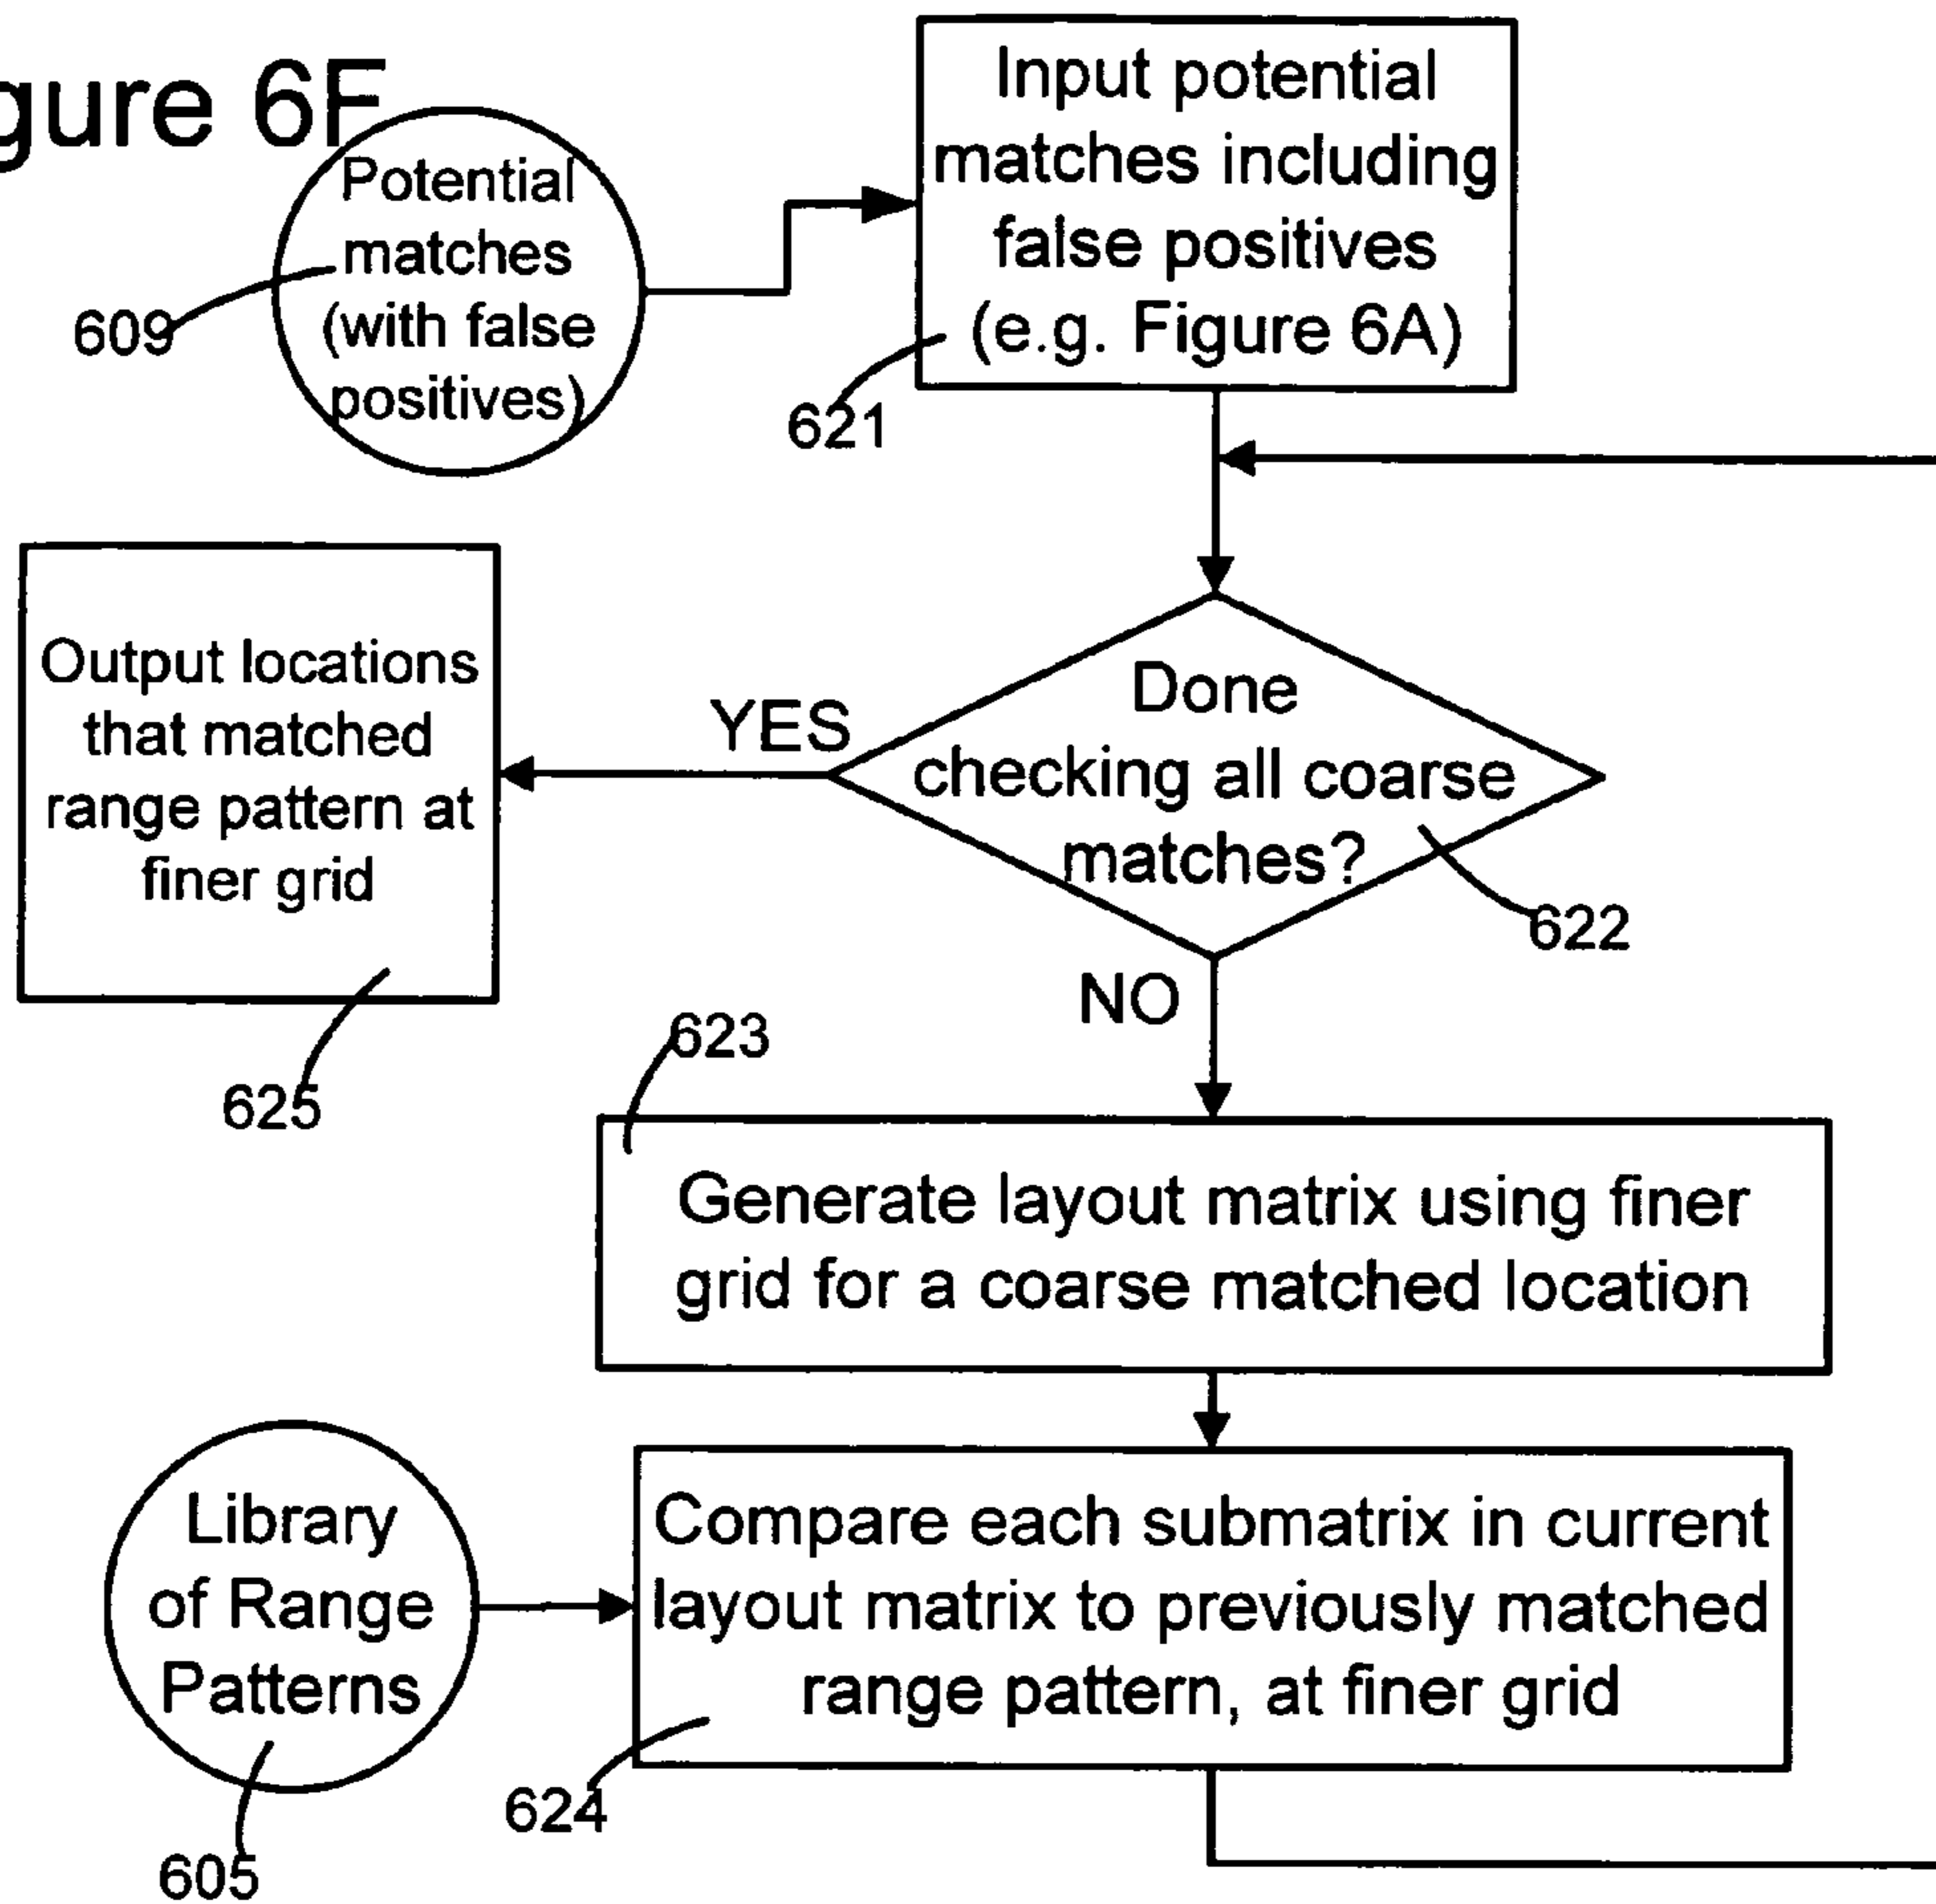 gure 6F
Potential
matches
(with false
positives)
609
Input potential
matches including
false positives
(e.g. Figure 6A)
621
Output locations
that matched
range pattern at
finer grid
625
YES
Done
checking all coarse
matches?
622
NO
623
Generate layout matrix using finer
grid for a coarse matched location
Library
of Range
Patterns
605
Compare each submatrix in current
layout matrix to previously matched
range pattern, at finer grid
624